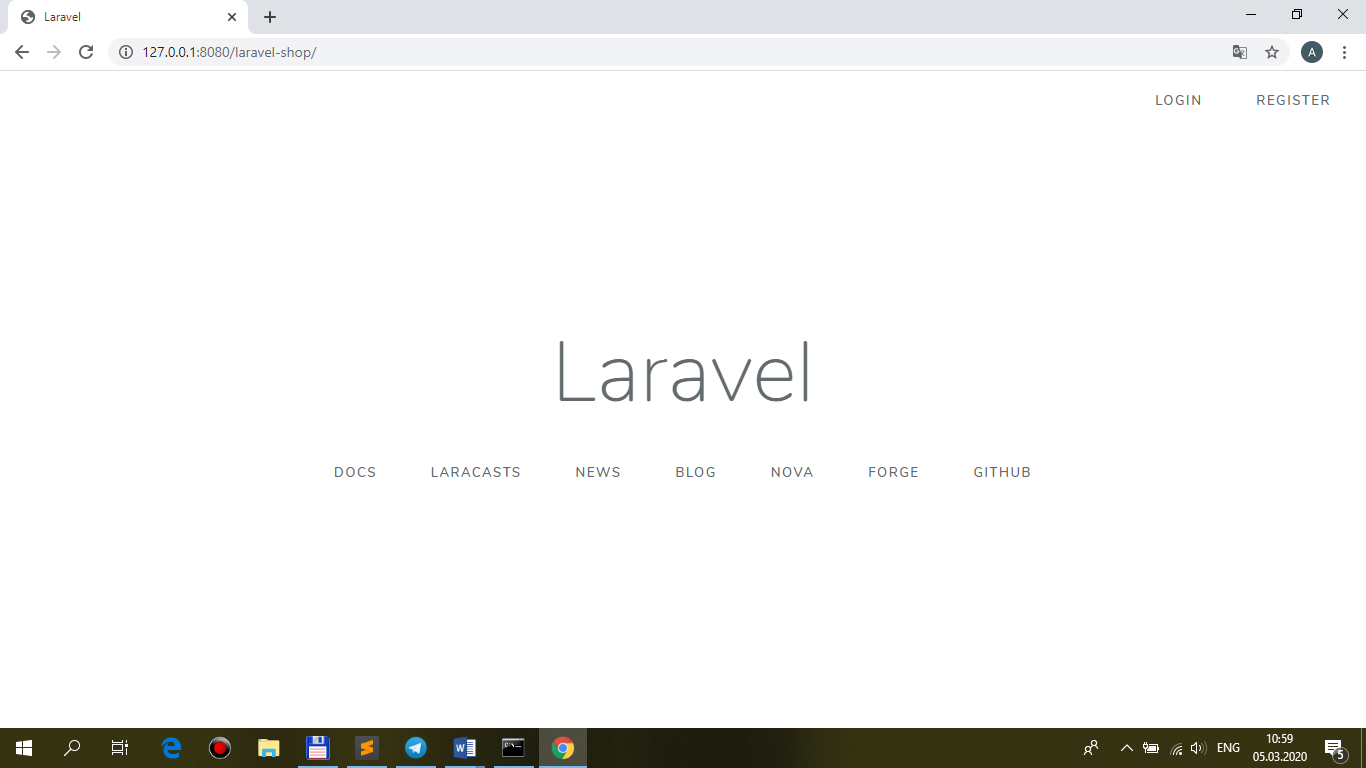 Laravel
127.0.0.1:8080/laravel-shop/
A
LOGIN REGISTER
Laravel
DOCS LARACASTS NEWS BLOG NOVA FORGE GITHUB
ENG
10:59
05.03.2020
5